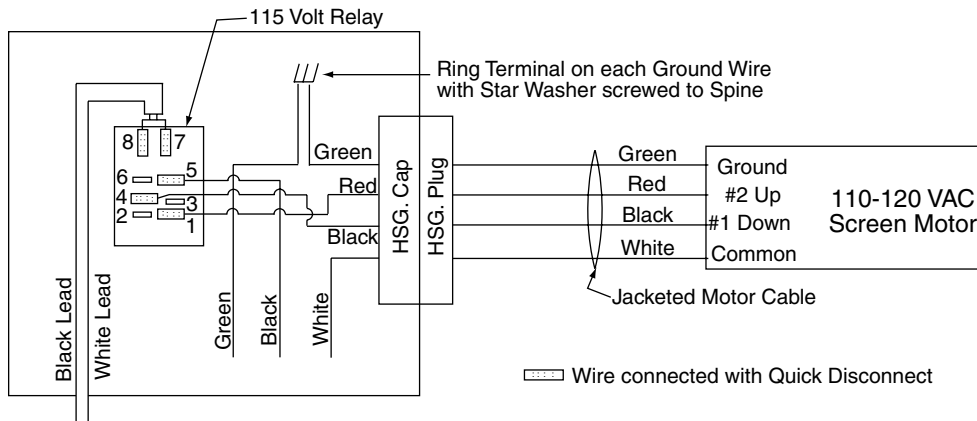 115 Volt Relay
Ring Terminal on each Ground Wire
with Star Washer screwed to Spine
8
7
6
5
4
3
2
1
Green
Red
Black
HSG. Cap
HSG. Plug
Green
Red
Black
White
Ground
#2 Up
#1 Down
Common
110-120 VAC
Screen Motor
Jacketed Motor Cable
Black Lead
White Lead
Green
Black
White
Wire connected with Quick Disconnect